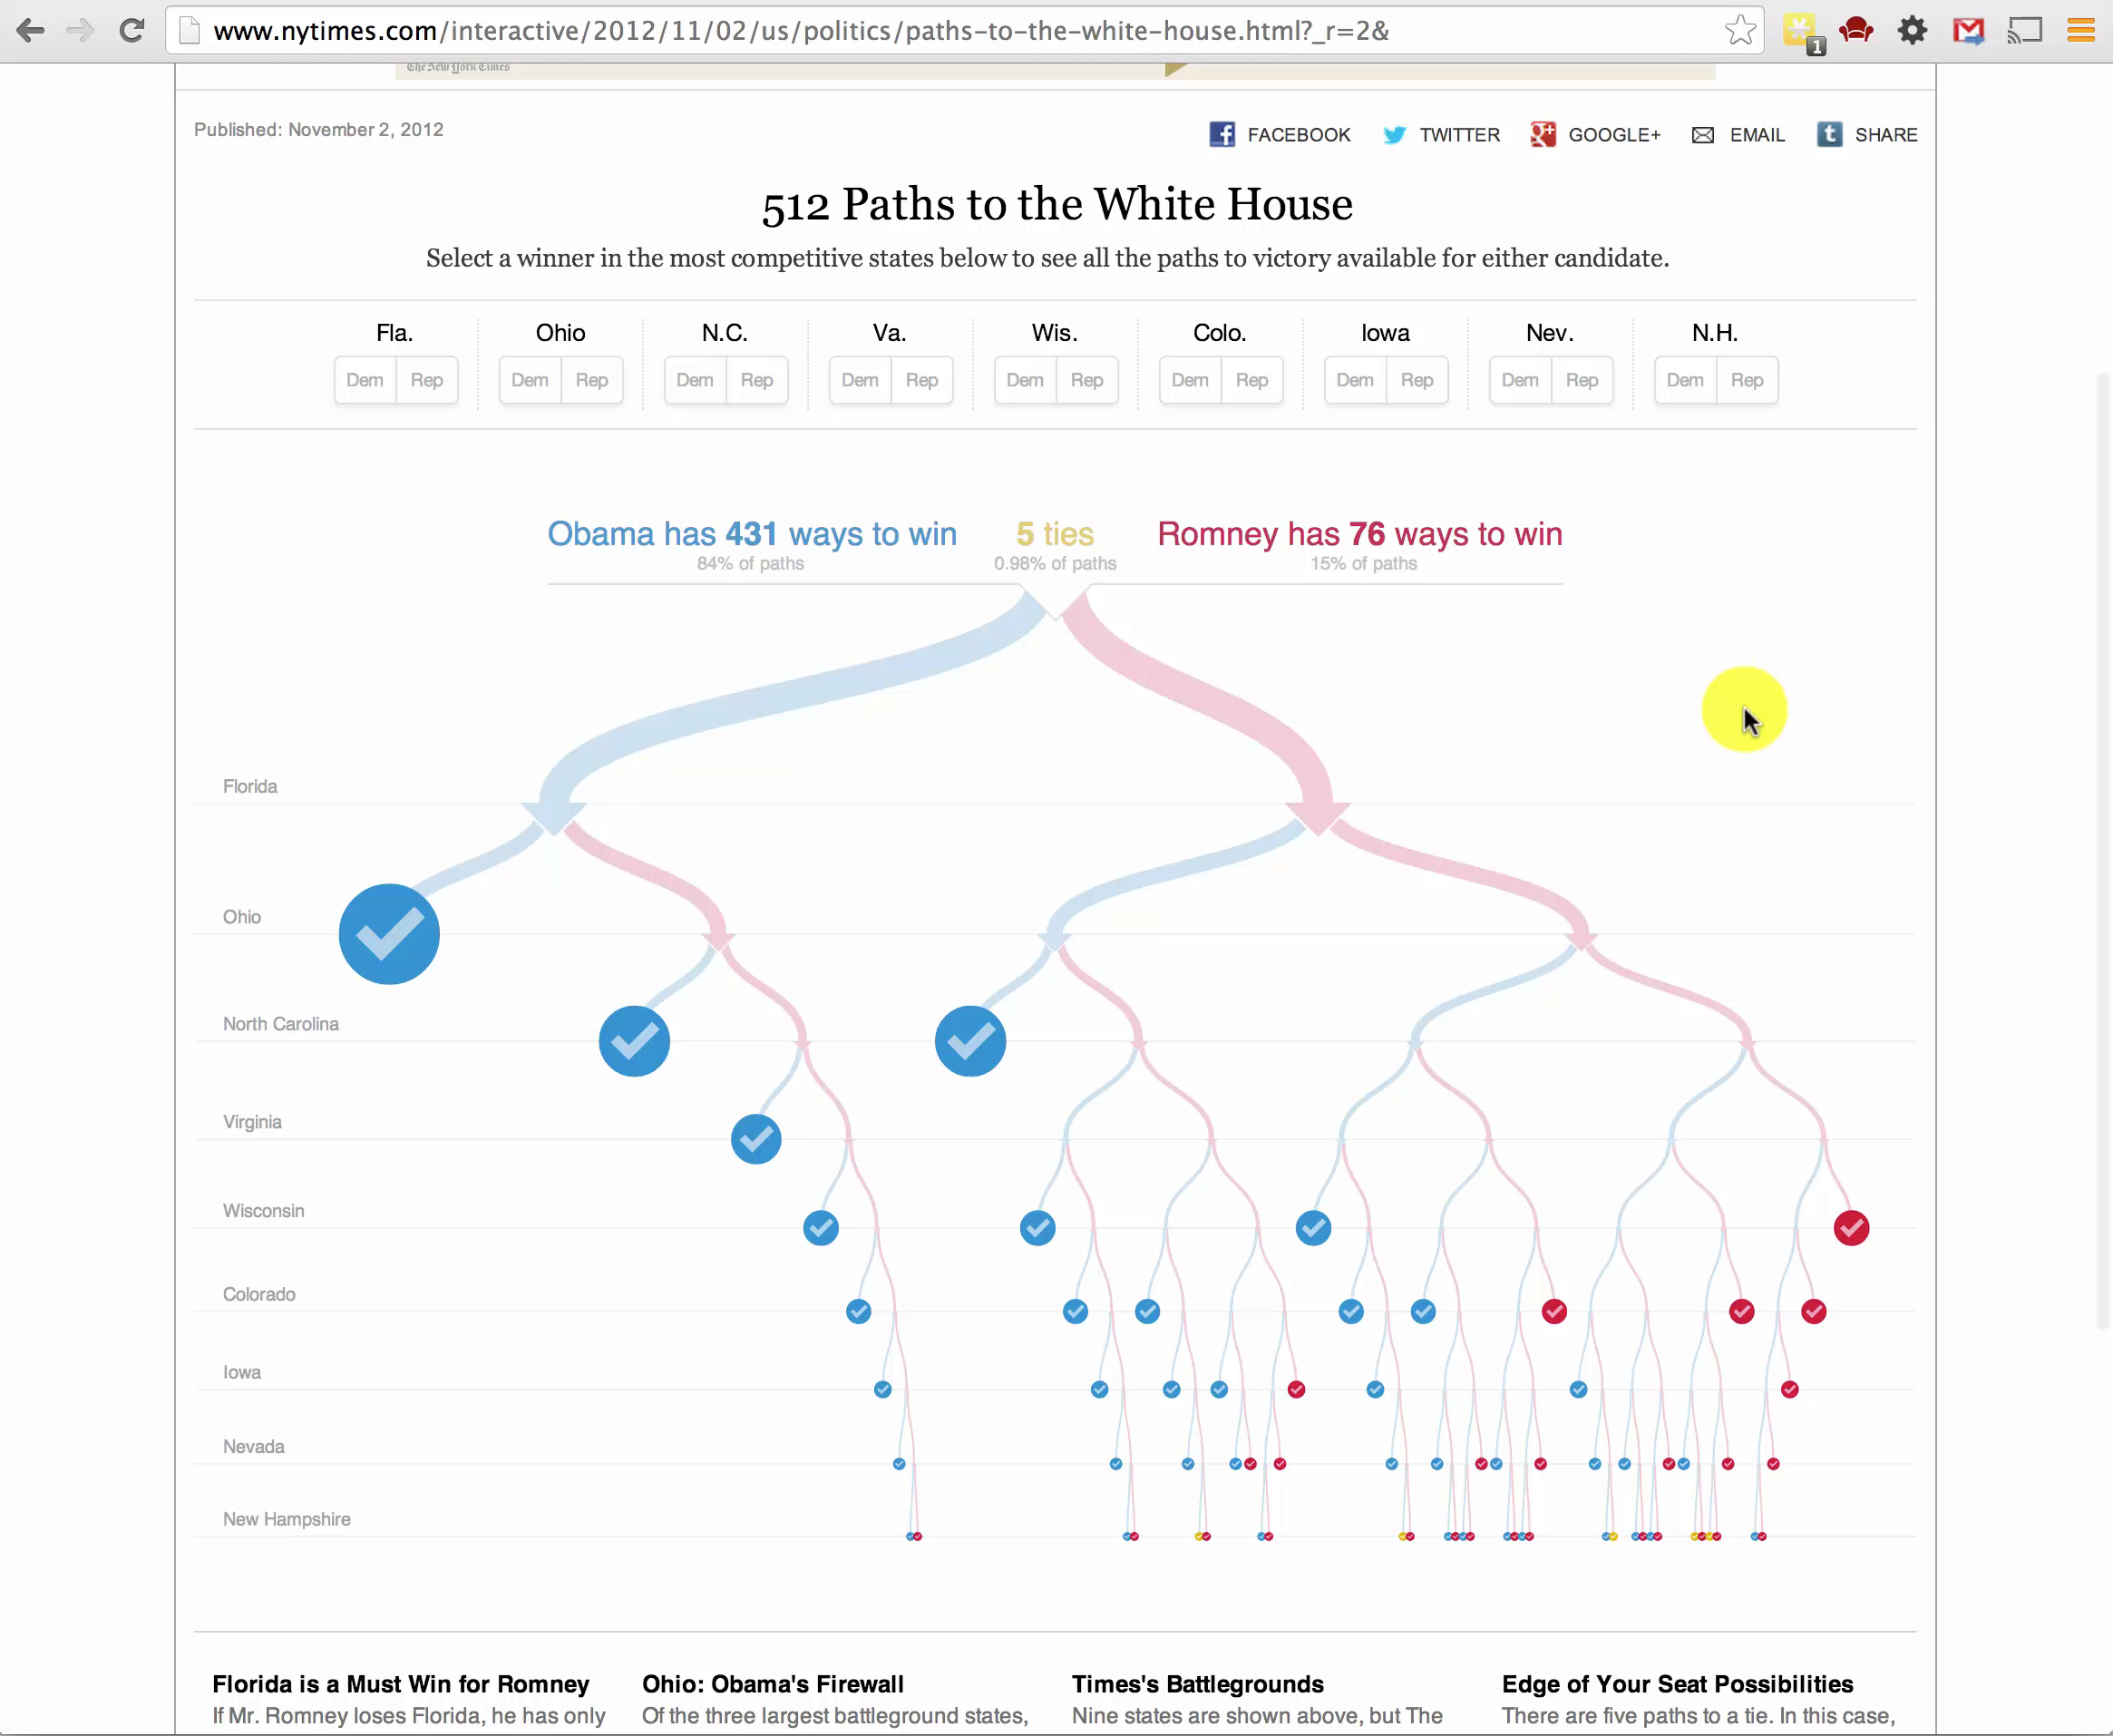 www.nytimes.com/interactive/2012/11/02/us/politics/paths-to-the-white-house.html?_r=2&
1
The New York Times
Published: November 2, 2012
FACEBOOK TWITTER GOOGLE+ EMAIL SHARE
512 Paths to the White House
Select a winner in the most competitive states below to see all the paths to victory available for either candidate.
Fla. Ohio N.C. Va. Wis. Colo. Iowa Nev. N.H.
Dem Rep Dem Rep Dem Rep Dem Rep Dem Rep Dem Rep Dem Rep Dem Rep Dem Rep
Obama has 431 ways to win 5 ties Romney has 76 ways to win
84% of paths 0.98% of paths 15% of paths
Florida
Ohio
North Carolina
Virginia
Wisconsin
Colorado
Iowa
Nevada
New Hampshire
Florida is a Must Win for Romney
If Mr. Romney loses Florida, he has only
Ohio: Obama's Firewall
Of the three largest battleground states,
Times's Battlegrounds
Nine states are shown above, but The
Edge of Your Seat Possibilities
There are five paths to a tie. In this case,